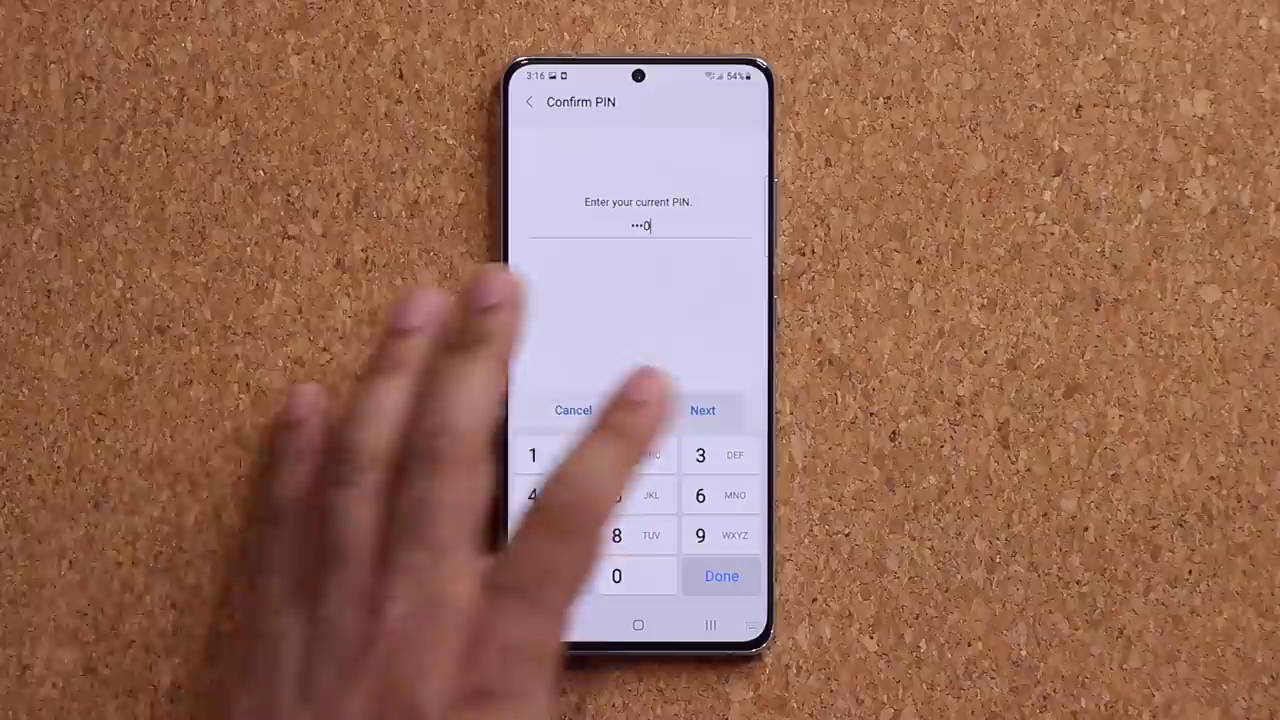 3:16 54%
Confirm PIN
Enter your current PIN.
•••0
Cancel Next
1 3 DEF
4 JKL 6 MNO
8 TUV 9 WXYZ
0 Done